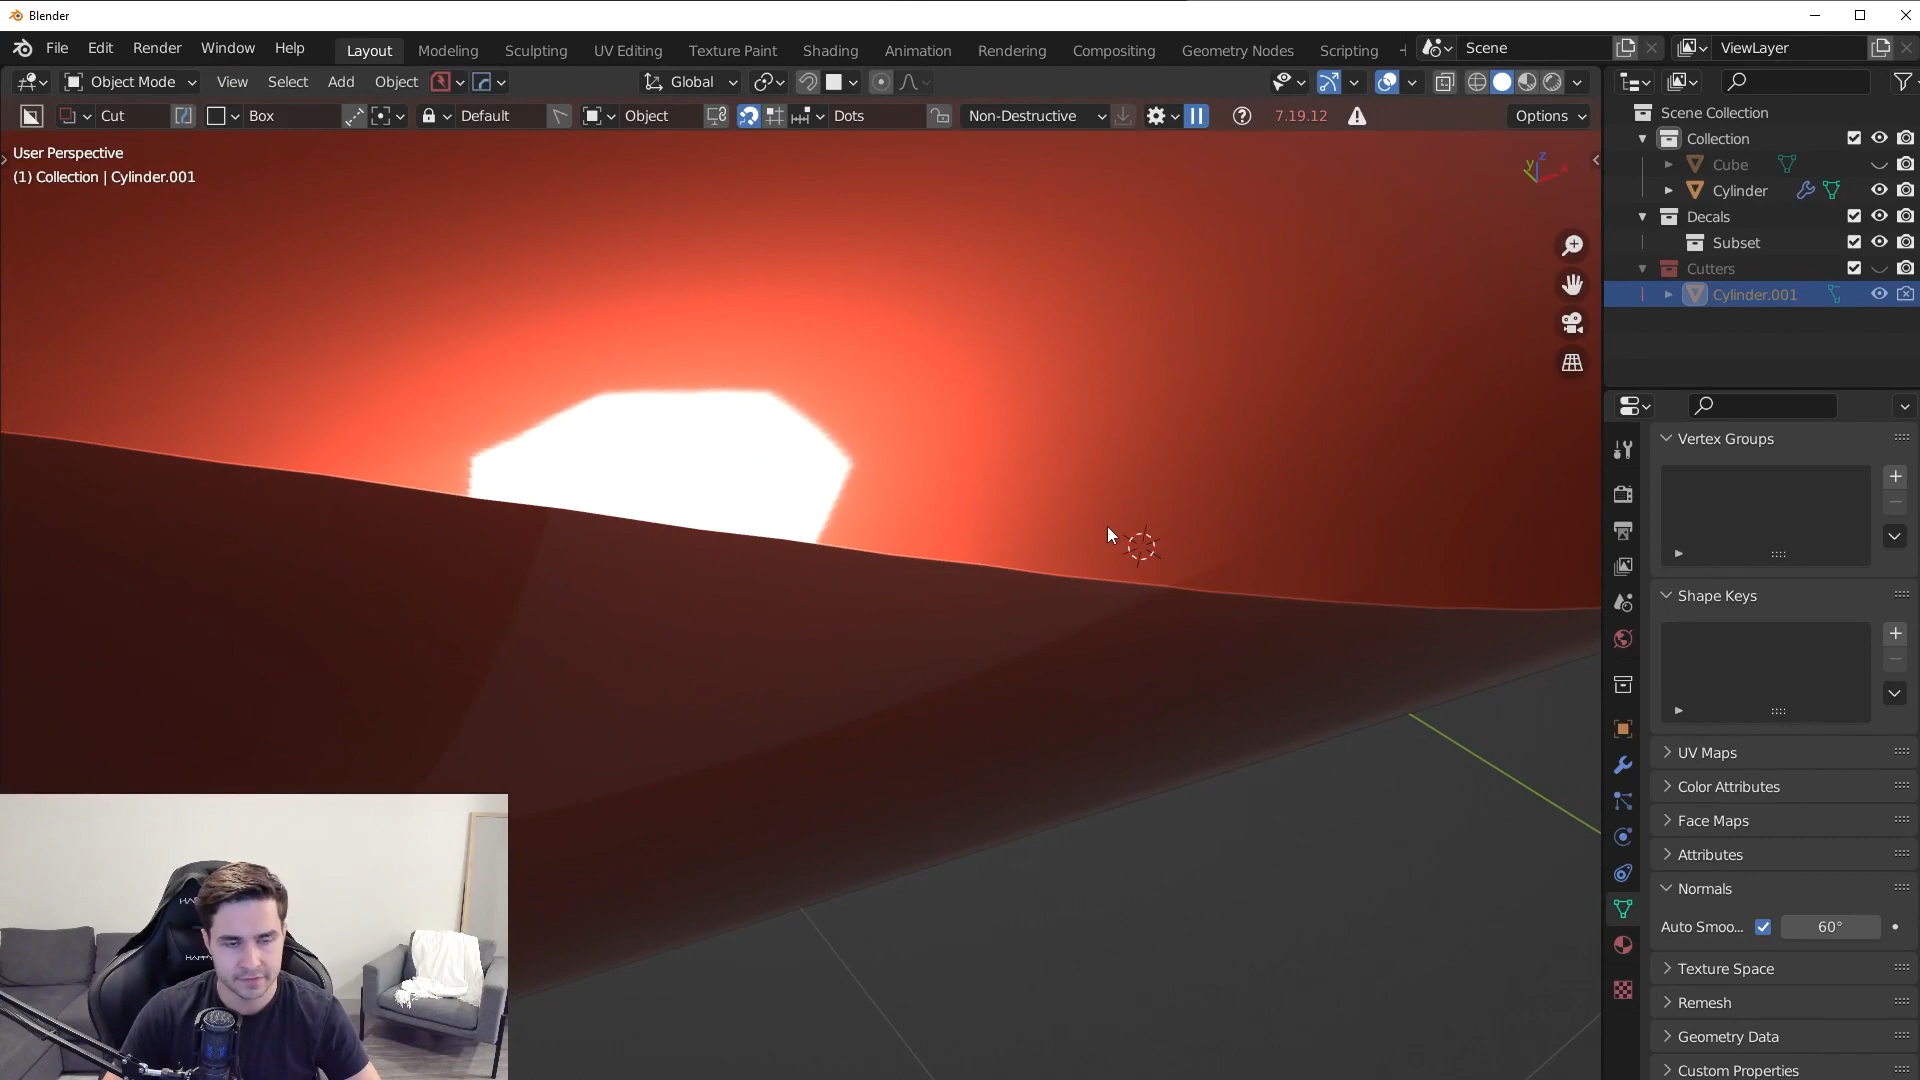 Blender
File Edit Render Window Help Layout Modeling Sculpting UV Editing Texture Paint Shading Animation Rendering Compositing Geometry Nodes Scripting + Scene ViewLayer
Object Mode View Select Add Object Global
Cut Box Default Object Dots Non-Destructive 7.19.12 Options
User Perspective
(1) Collection | Cylinder.001
Y Z X
Scene Collection
Collection
Cube
Cylinder
Decals
Subset
Cutters
Cylinder.001
Vertex Groups
Shape Keys
UV Maps
Color Attributes
Face Maps
Attributes
Normals
Auto Smoo... 60°
Texture Space
Remesh
Geometry Data
Custom Properties